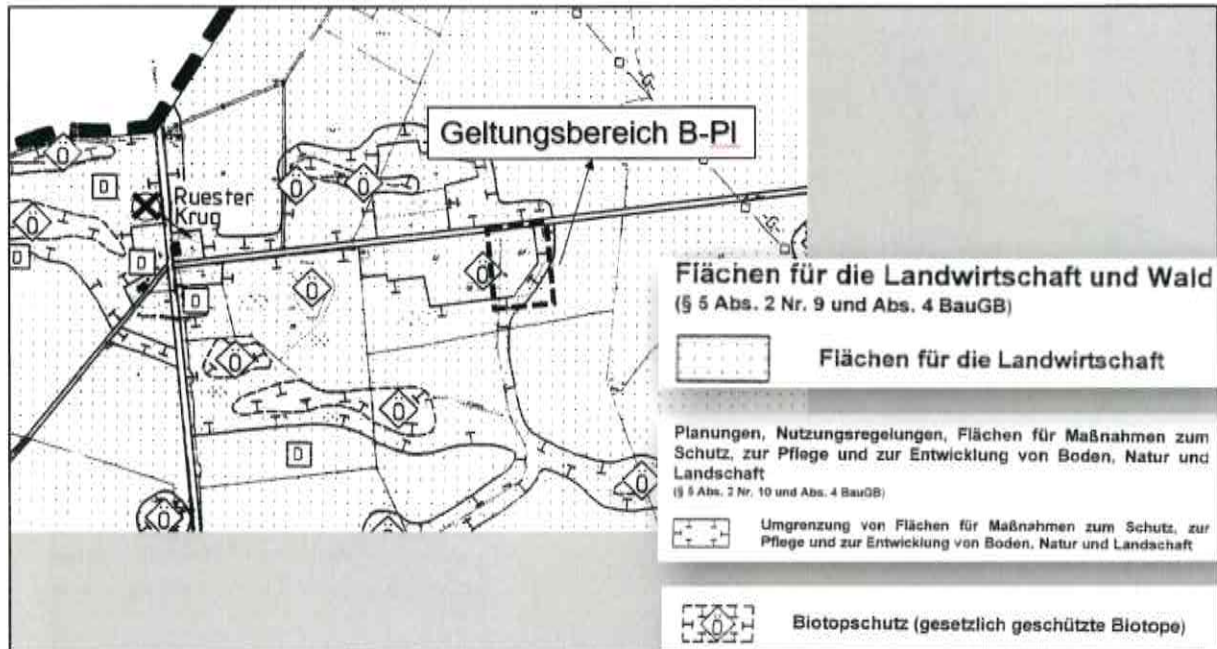 Geltungsbereich B-Pl
Ö
Ö
Ö
D
Ruester
Krug
Ö
D
D
D
Ö
Ö
Ö
Ö
D
Ö
Ö
Ö
-G-
-G-
Flächen für die Landwirtschaft und Wald
(§ 5 Abs. 2 Nr. 9 und Abs. 4 BauGB)
Flächen für die Landwirtschaft
Planungen, Nutzungsregelungen, Flächen für Maßnahmen zum
Schutz, zur Pflege und zur Entwicklung von Boden, Natur und
Landschaft
(§ 5 Abs. 2 Nr. 10 und Abs. 4 BauGB)
Umgrenzung von Flächen für Maßnahmen zum Schutz, zur
Pflege und zur Entwicklung von Boden, Natur und Landschaft
Ö
Biotopschutz (gesetzlich geschützte Biotope)